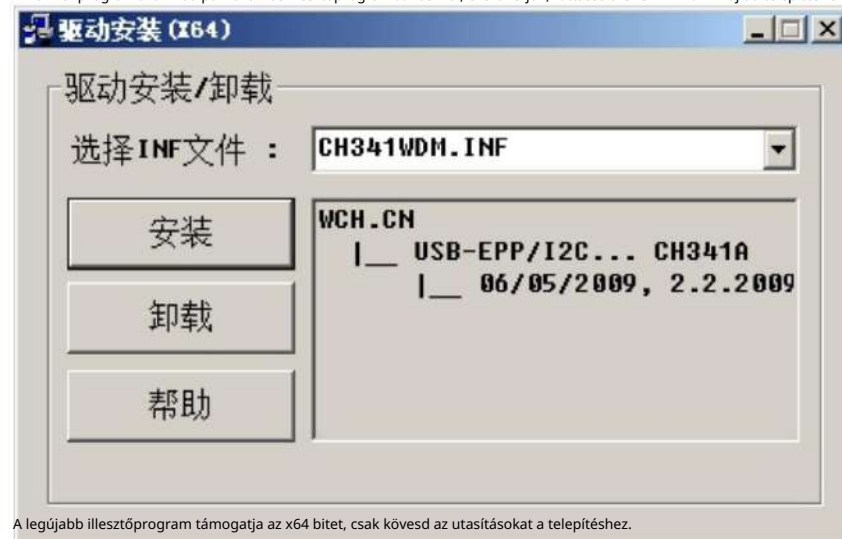 驱动安装(X64)
驱动安装/卸载
选择INF文件 :
CH341WDM.INF
安装
WCH.CN
|__ USB-EPP/I2C... CH341A
|__ 06/05/2009, 2.2.2009
卸载
帮助
A legújabb illesztőprogram támogatja az x64 bitet, csak kövesd az utasításokat a telepítéshez.